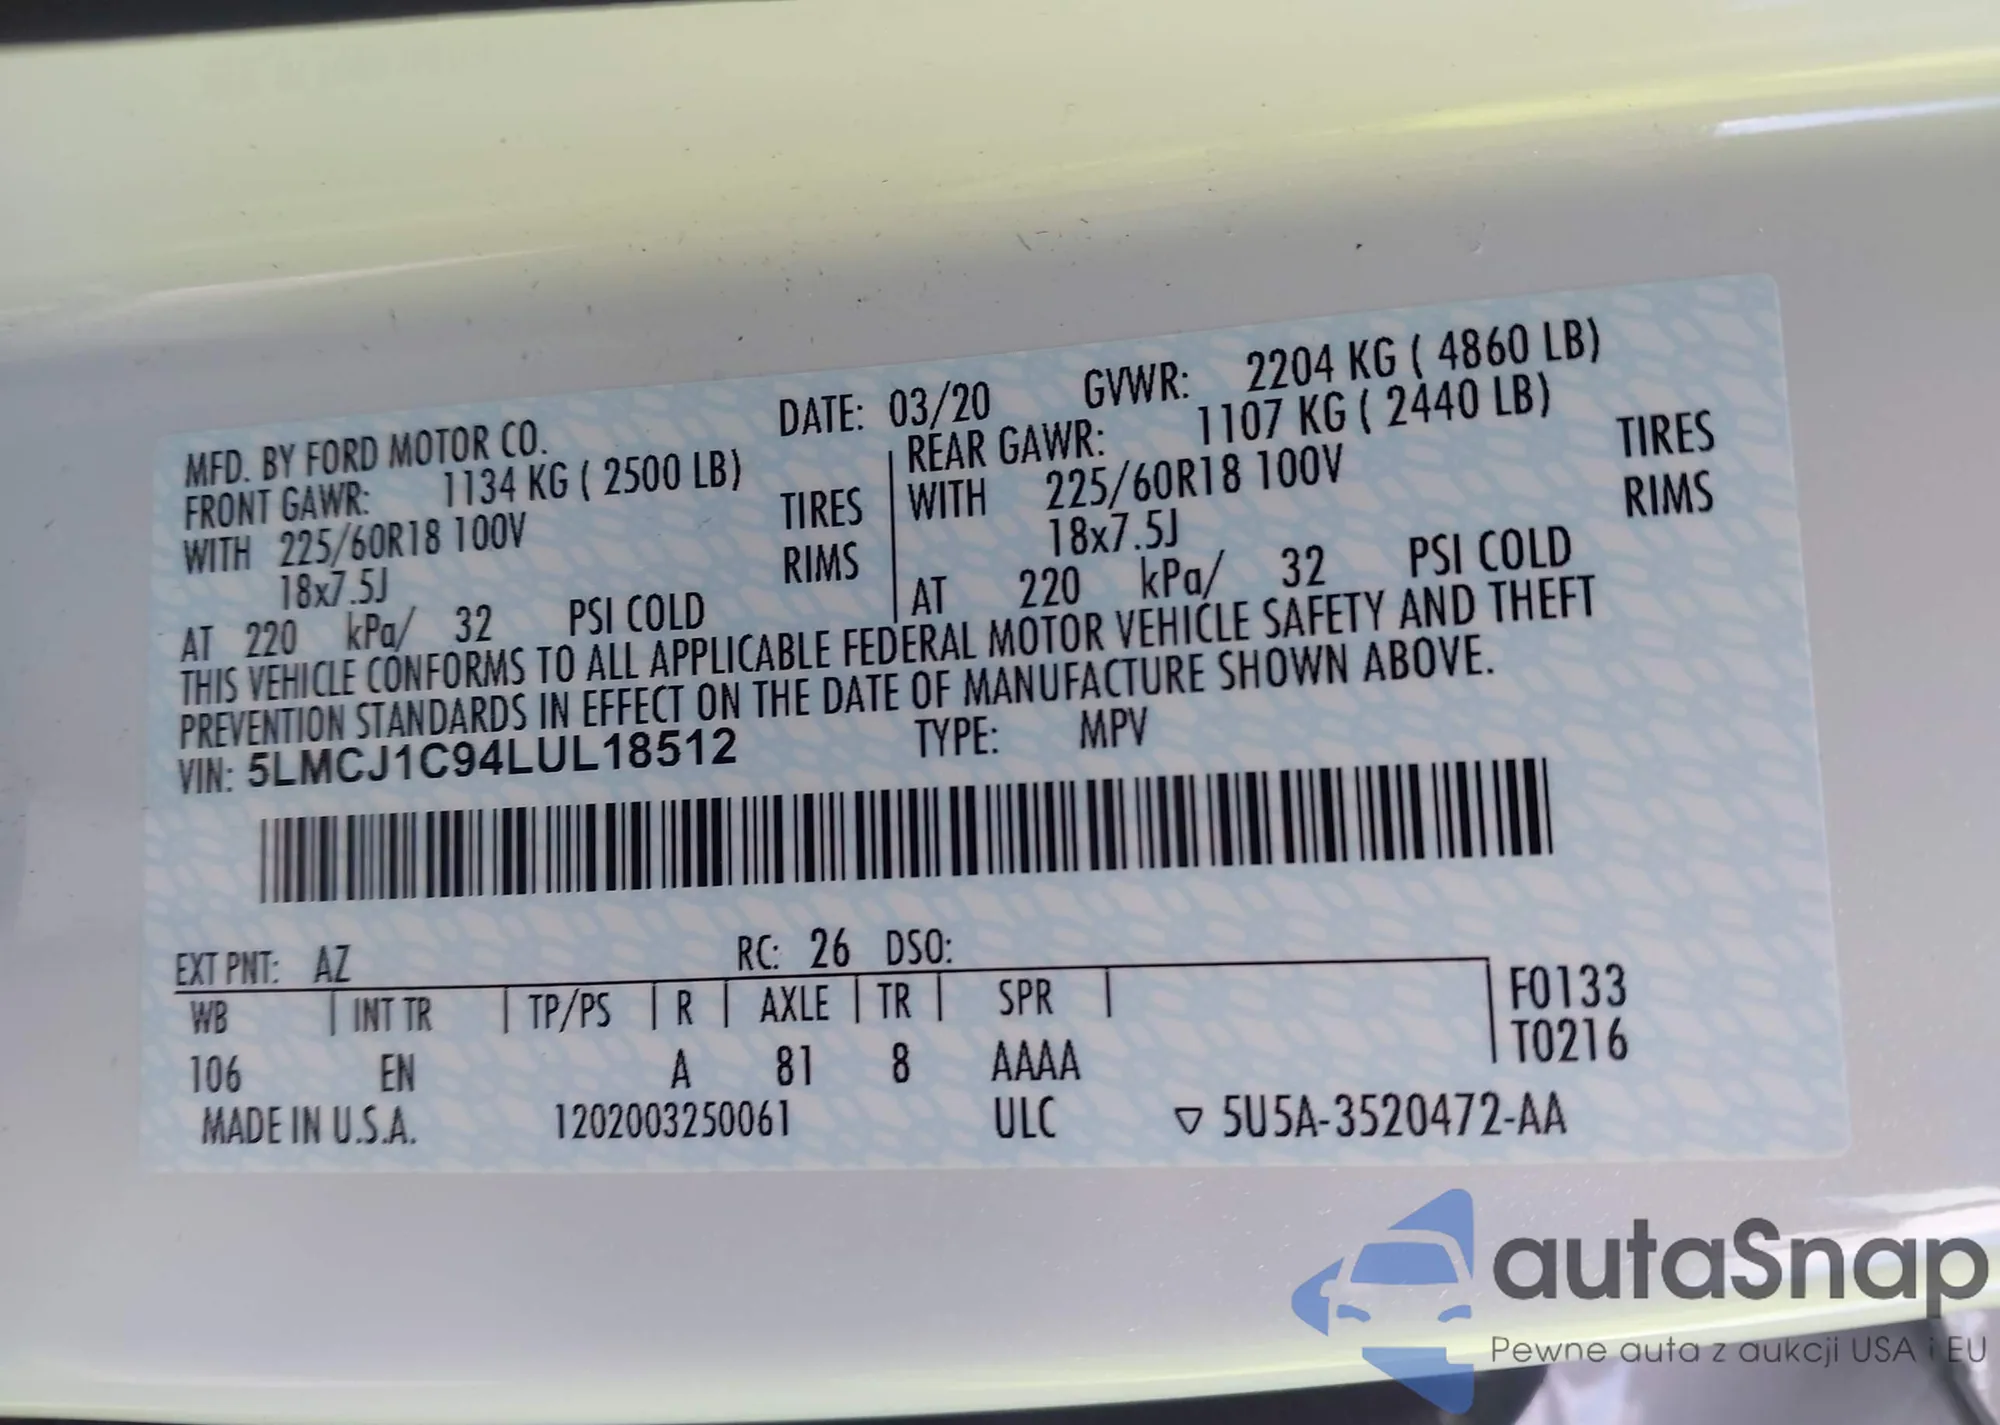 MFD. BY FORD MOTOR CO. DATE: 03/20 GVWR: 2204 KG ( 4860 LB)
FRONT GAWR: 1134 KG ( 2500 LB) REAR GAWR: 1107 KG ( 2440 LB)
WITH 225/60R18 100V TIRES WITH 225/60R18 100V TIRES
18x7.5J RIMS 18x7.5J RIMS
AT 220 kPa/ 32 PSI COLD AT 220 kPa/ 32 PSI COLD
THIS VEHICLE CONFORMS TO ALL APPLICABLE FEDERAL MOTOR VEHICLE SAFETY AND THEFT
PREVENTION STANDARDS IN EFFECT ON THE DATE OF MANUFACTURE SHOWN ABOVE.
VIN: 5LMCJ1C94LUL18512 TYPE: MPV
EXT PNT: AZ RC: 26 DSO:
WB INT TR TP/PS R AXLE TR SPR F0133
106 EN A 81 8 AAAA T0216
MADE IN U.S.A. 1202003250061 ULC ▽ 5U5A-3520472-AA
autaSnap
Pewne auta z aukcji USA i EU